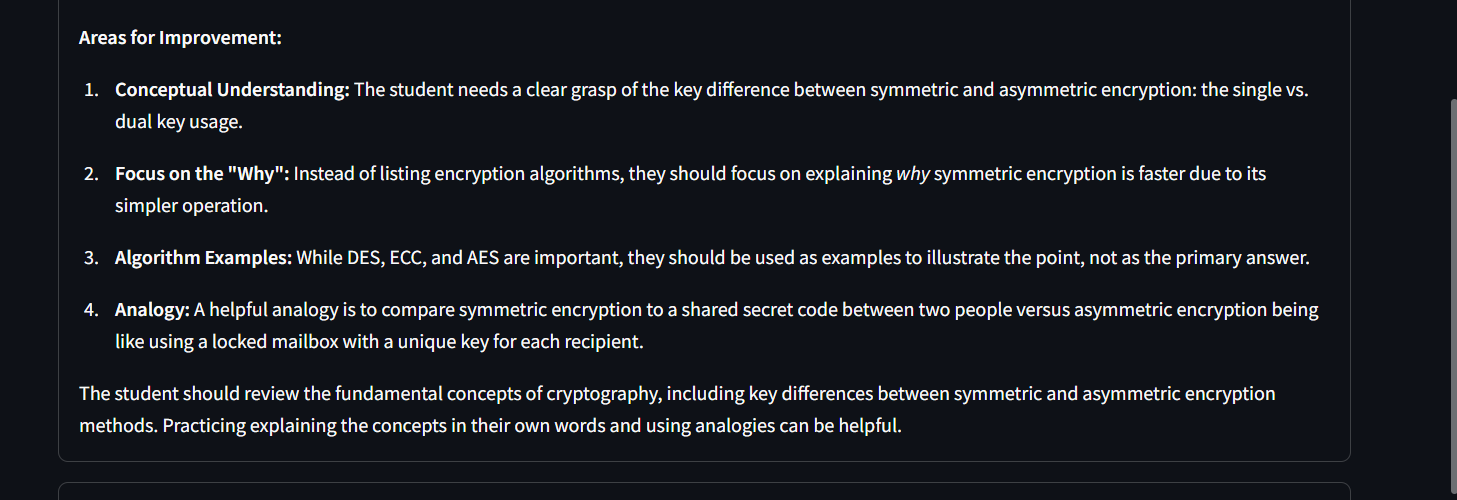 Areas for Improvement:
1. Conceptual Understanding: The student needs a clear grasp of the key difference between symmetric and asymmetric encryption: the single vs.
dual key usage.
2. Focus on the "Why": Instead of listing encryption algorithms, they should focus on explaining why symmetric encryption is faster due to its
simpler operation.
3. Algorithm Examples: While DES, ECC, and AES are important, they should be used as examples to illustrate the point, not as the primary answer.
4. Analogy: A helpful analogy is to compare symmetric encryption to a shared secret code between two people versus asymmetric encryption being
like using a locked mailbox with a unique key for each recipient.
The student should review the fundamental concepts of cryptography, including key differences between symmetric and asymmetric encryption
methods. Practicing explaining the concepts in their own words and using analogies can be helpful.